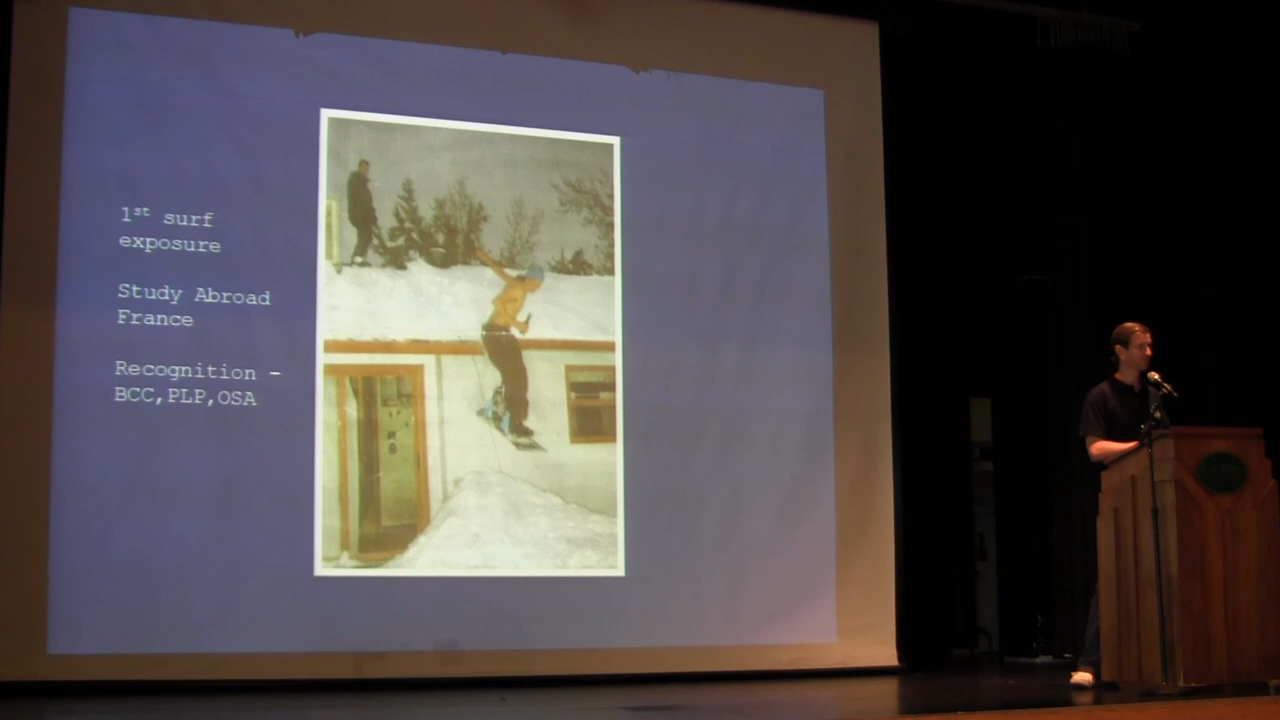 1st surf
exposure
Study Abroad
France
Recognition -
BCC,PLP,OSA